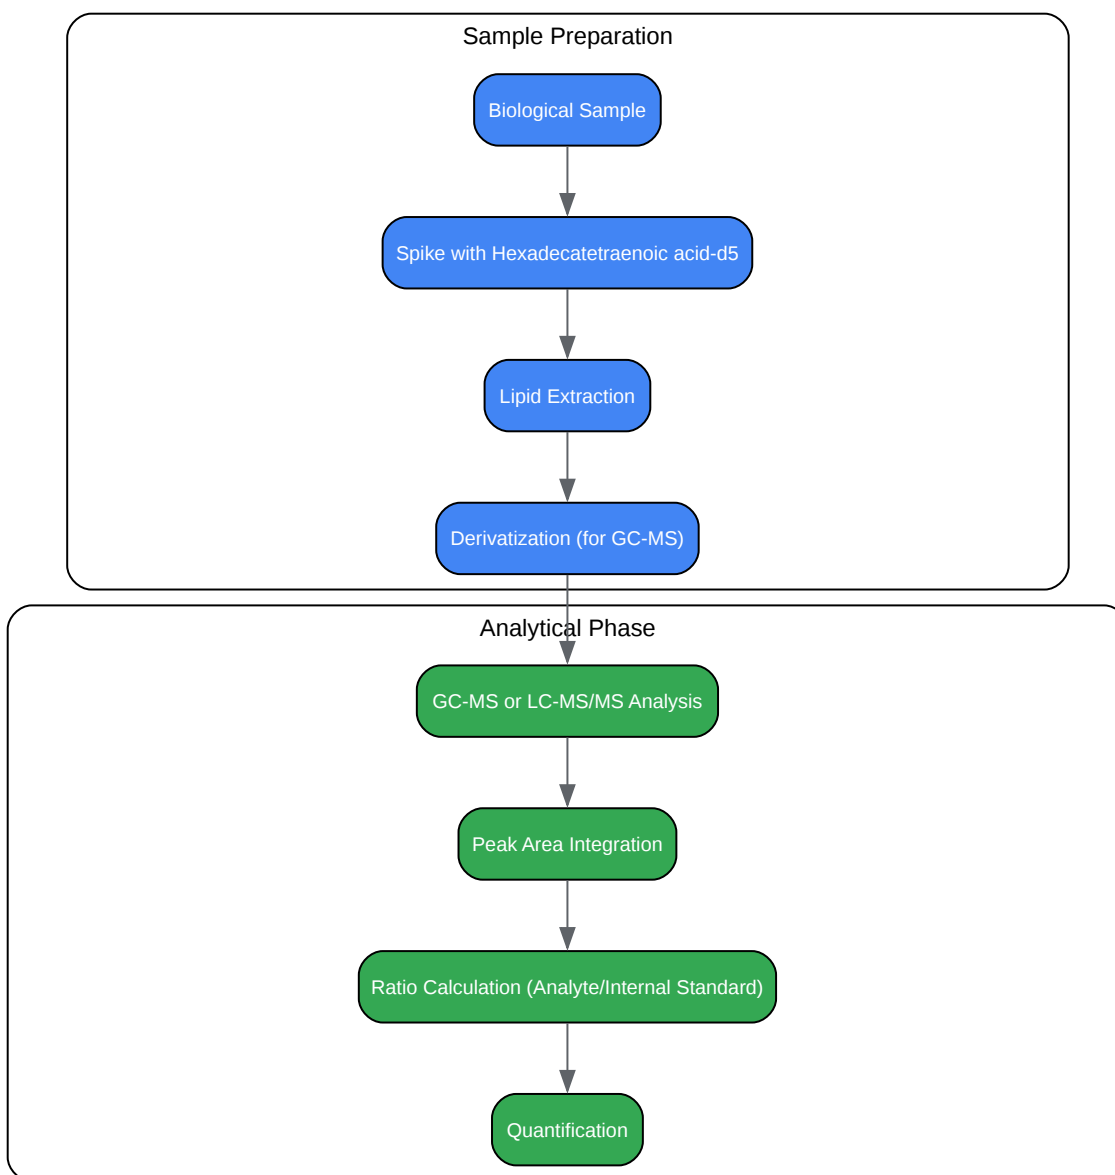 Sample Preparation
Biological Sample
Spike with Hexadecatetraenoic acid-d5
Lipid Extraction
Derivatization (for GC-MS)
Analytical Phase
GC-MS or LC-MS/MS Analysis
Peak Area Integration
Ratio Calculation (Analyte/Internal Standard)
Quantification